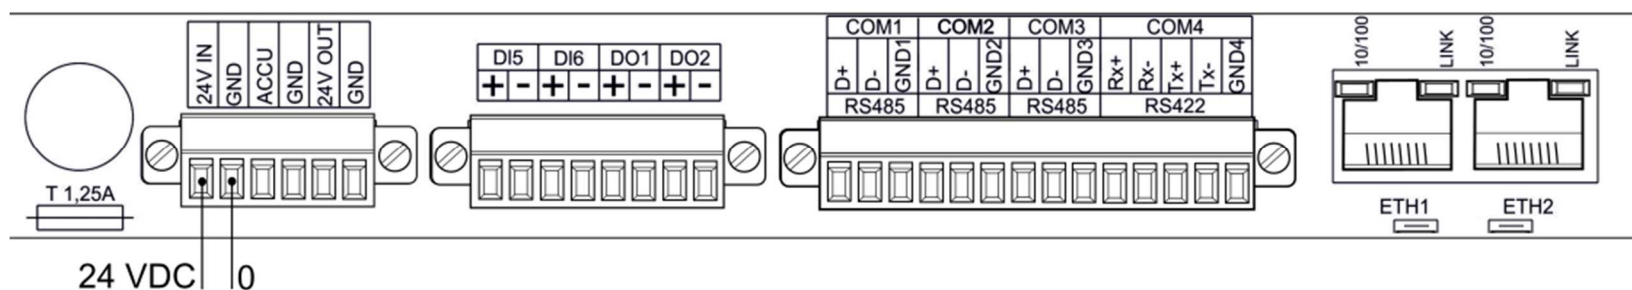 24V IN
GND
ACCU
GND
24V OUT
GND
T 1,25A
24 VDC 0
DI5 DI6 DO1 DO2
+ - + - + - + -
COM1 COM2 COM3 COM4
D+ D- GND1 D+ D- GND2 D+ D- GND3 Rx+ Rx- Tx+ Tx- GND4
RS485 RS485 RS485 RS422
10/100 LINK 10/100 LINK
ETH1 ETH2